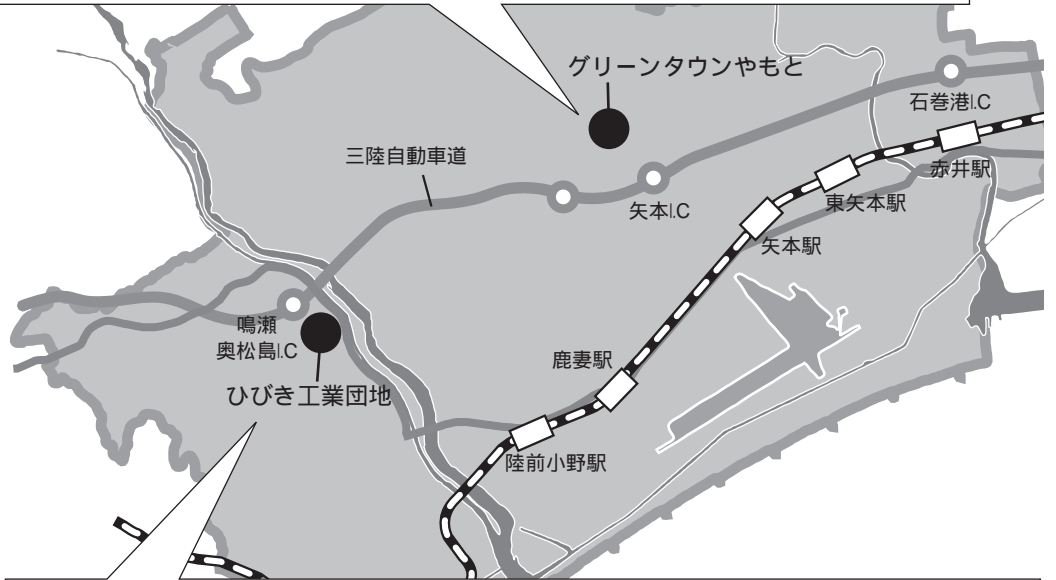 グリーンタウンやもと
石巻港I.C
三陸自動車道
赤井駅
矢本I.C
東矢本駅
矢本駅
鳴瀬
奥松島I.C
鹿妻駅
ひびき工業団地
陸前小野駅